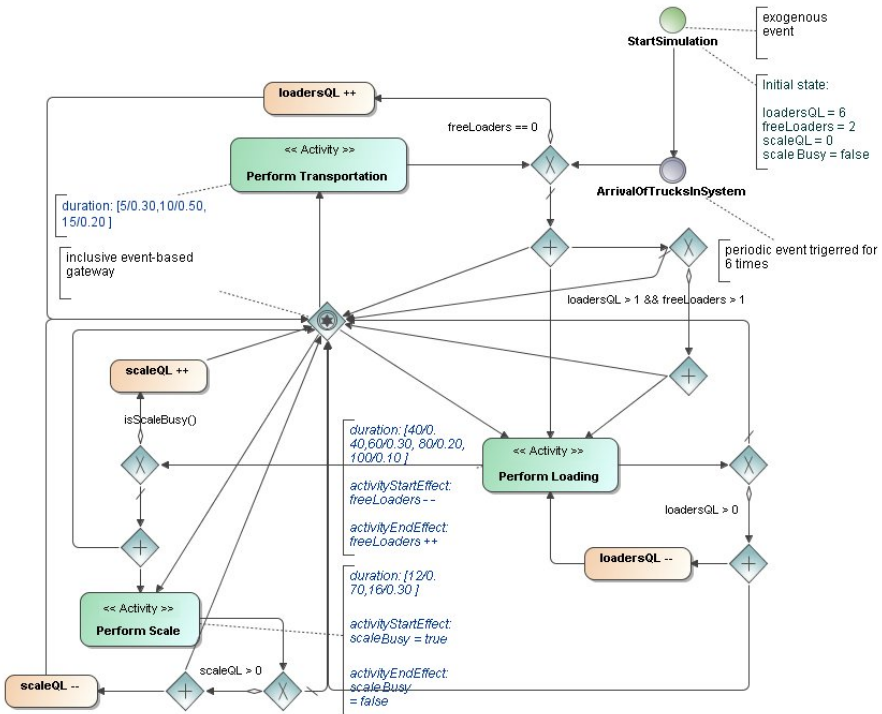 exogenous
event
StartSimulation
Initial state:
loadersQL = 6
freeLoaders = 2
scaleQL = 0
scaleBusy = false
loadersQL ++
freeLoaders == 0
<< Activity >>
Perform Transportation
X
ArrivalOfTrucksInSystem
duration: [5/0.30,10/0.50,
15/0.20 ]
inclusive event-based
gateway
+
X
periodic event trigerred for
6 times
loadersQL > 1 && freeLoaders > 1
scaleQL ++
+
isScaleBusy()
duration: [40/0.
40,60/0.30, 80/0.20,
100/0.10 ]
activityStartEffect:
freeLoaders - -
activityEndEffect:
freeLoaders ++
<< Activity >>
Perform Loading
X
X
loadersQL > 0
+
loadersQL --
+
duration: [12/0.
70,16/0.30 ]
activityStartEffect:
scaleBusy = true
activityEndEffect:
scaleBusy
= false
<< Activity >>
Perform Scale
scaleQL > 0
scaleQL --
+
X